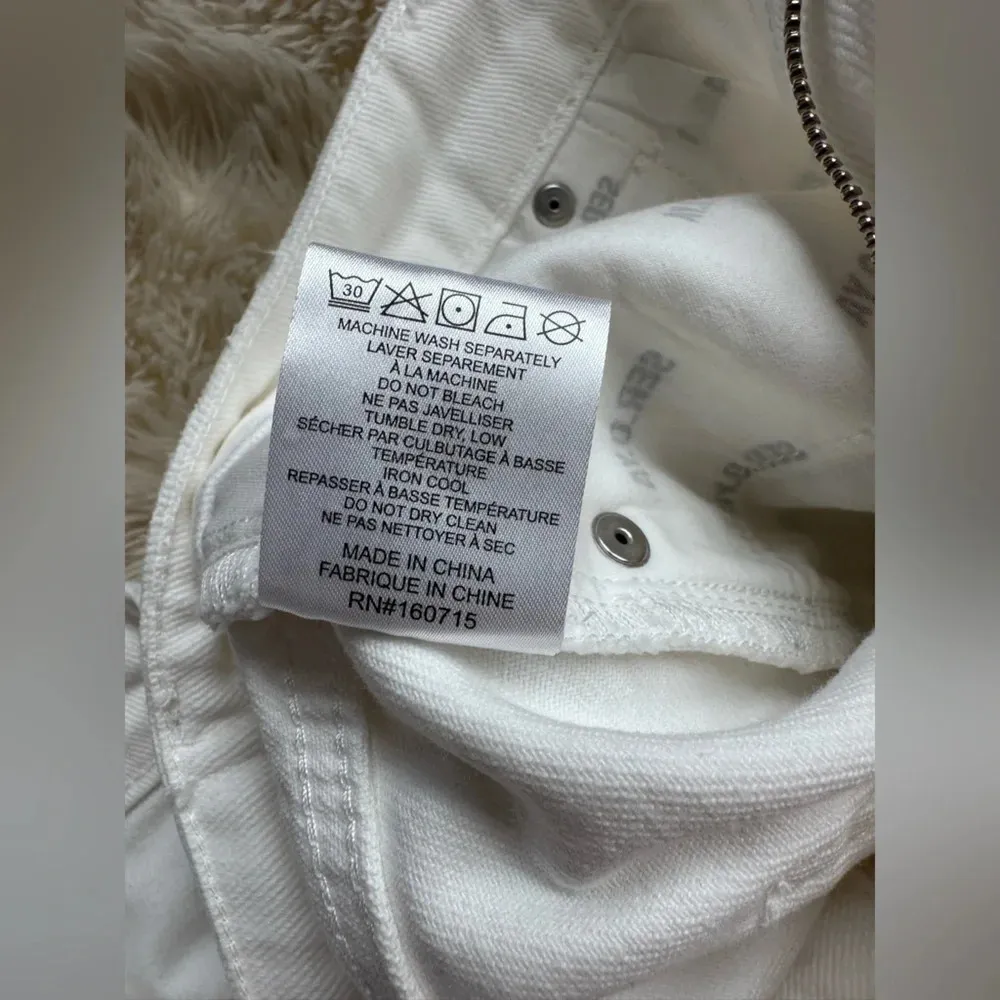 30
MACHINE WASH SEPARATELY
LAVER SEPAREMENT
À LA MACHINE
DO NOT BLEACH
NE PAS JAVELLISER
TUMBLE DRY, LOW
SÉCHER PAR CULBUTAGE À BASSE
TEMPÉRATURE
IRON COOL
REPASSER À BASSE TEMPÉRATURE
DO NOT DRY CLEAN
NE PAS NETTOYER À SEC
MADE IN CHINA
FABRIQUE IN CHINE
RN#160715